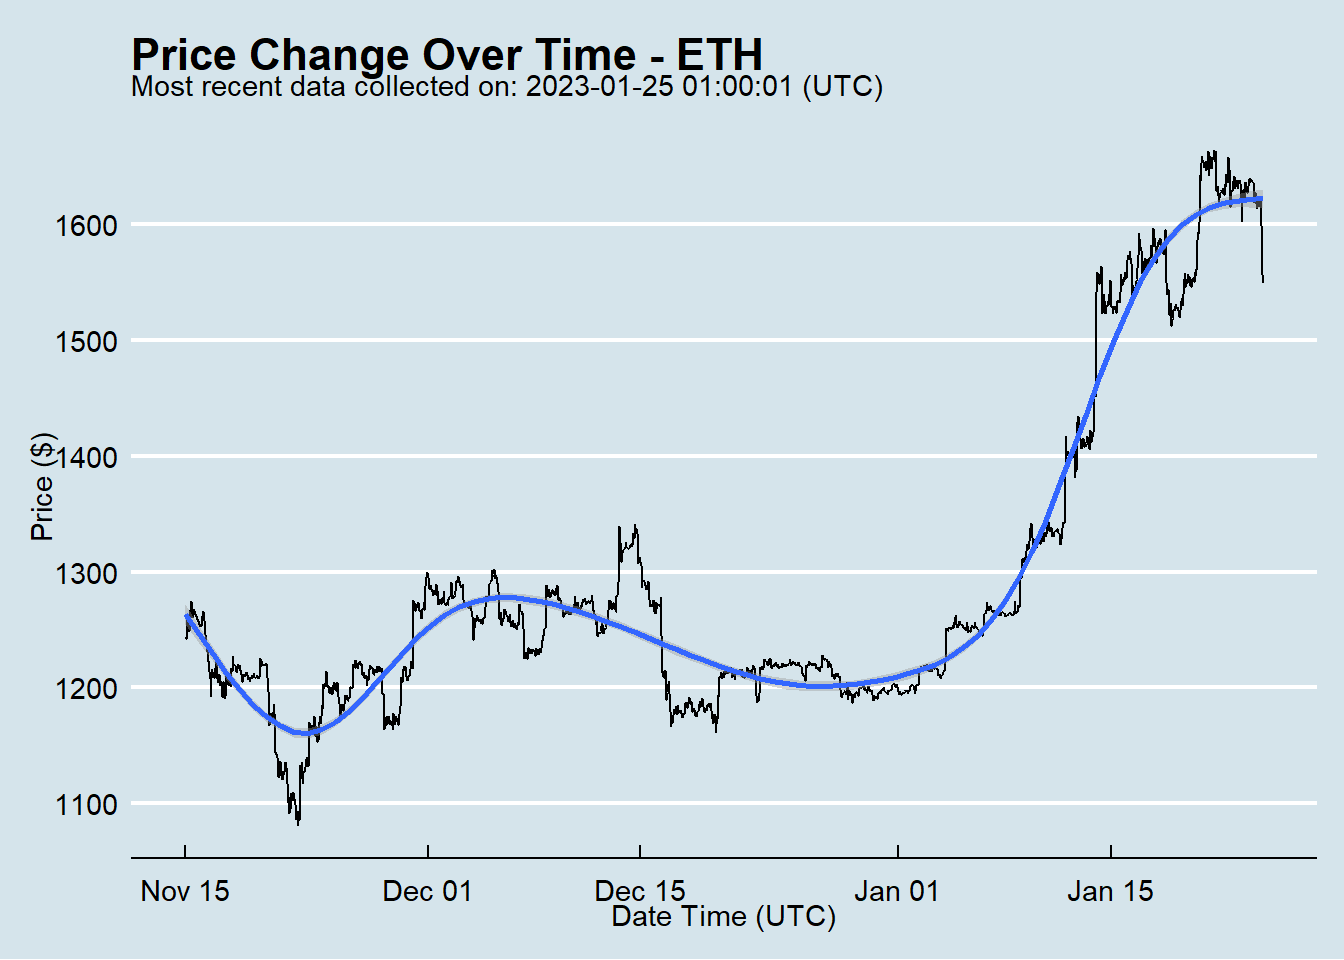 Price Change Over Time - ETH
Most recent data collected on: 2023-01-25 01:00:01 (UTC)
Price ($)
1600
1500
1400
1300
1200
1100
Nov 15 Dec 01 Dec 15 Jan 01 Jan 15
Date Time (UTC)